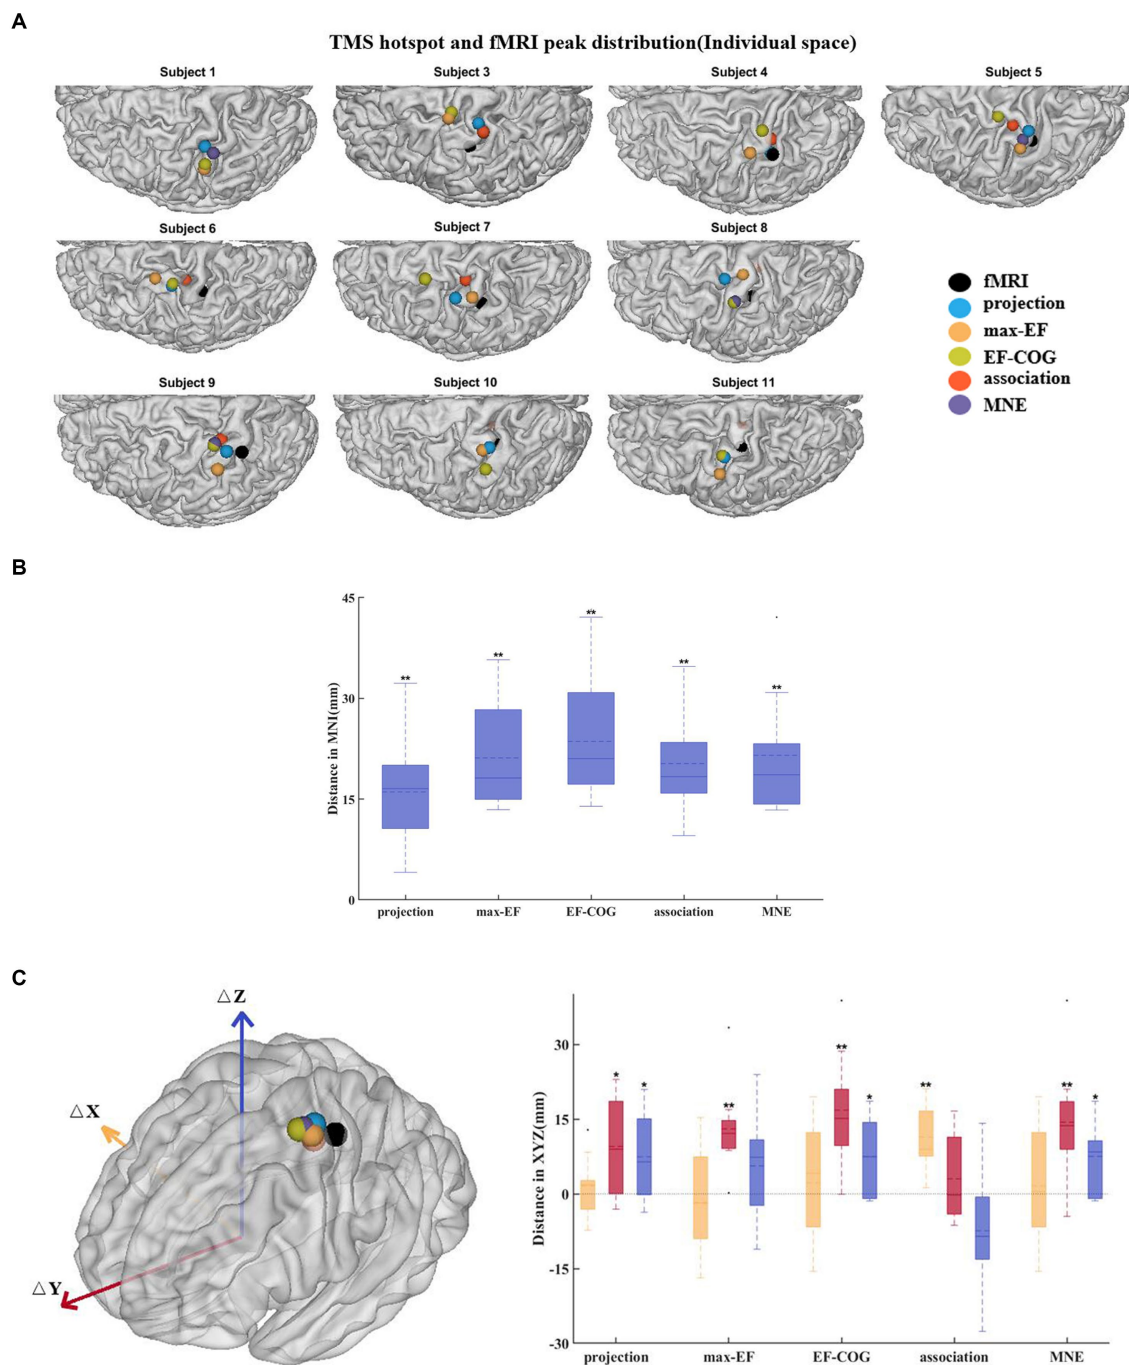 A
TMS hotspot and fMRI peak distribution(Individual space)
Subject 1
Subject 3
Subject 4
Subject 5
Subject 6
Subject 7
Subject 8
fMRI
projection
max-EF
EF-COG
association
MNE
Subject 9
Subject 10
Subject 11
B
Distance in MNI(mm)
45
30
15
0
** ** ** ** **
projection max-EF EF-COG association MNE
C
△Z
△X
△Y
Distance in XYZ(mm)
30
15
0
-15
-30
* * ** ** * ** ** *
projection max-EF EF-COG association MNE